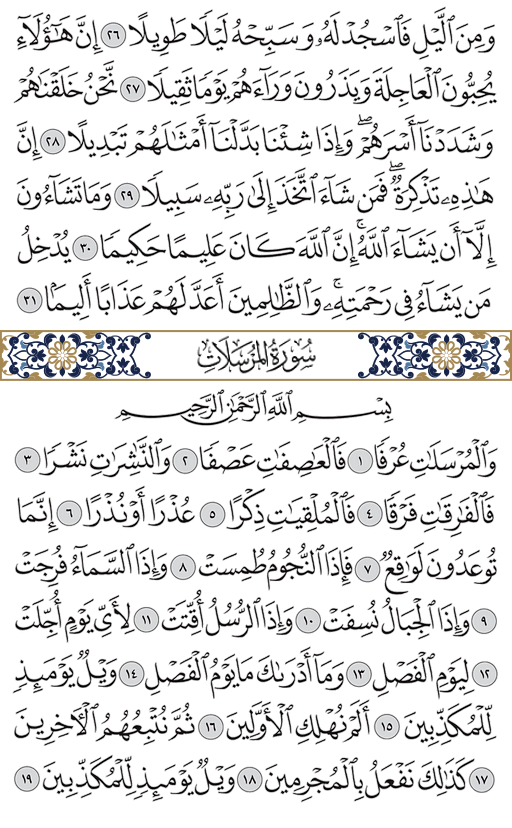 وَمِنَ ٱلَّيۡلِ فَٱسۡجُدۡ لَهُۥ وَسَبِّحۡهُ لَيۡلٗا طَوِيلًا ٢٦ إِنَّ هَٰٓؤُلَآءِ
يُحِبُّونَ ٱلۡعَاجِلَةَ وَيَذَرُونَ وَرَآءَهُمۡ يَوۡمٗا ثَقِيلٗا ٢٧ نَّحۡنُ خَلَقۡنَٰهُمۡ
وَشَدَدۡنَآ أَسۡرَهُمۡۖ وَإِذَا شِئۡنَا بَدَّلۡنَآ أَمۡثَٰلَهُمۡ تَبۡدِيلًا ٢٨ إِنَّ
هَٰذِهِۦ تَذۡكِرَةٞۖ فَمَن شَآءَ ٱتَّخَذَ إِلَىٰ رَبِّهِۦ سَبِيلٗا ٢٩ وَمَا تَشَآءُونَ
إِلَّآ أَن يَشَآءَ ٱللَّهُۚ إِنَّ ٱللَّهَ كَانَ عَلِيمًا حَكِيمٗا ٣٠ يُدۡخِلُ
مَن يَشَآءُ فِي رَحۡمَتِهِۦۚ وَٱلظَّٰلِمِينَ أَعَدَّ لَهُمۡ عَذَابًا أَلِيمَۢا ٣١
سُورَةُ المُرۡسَلَاتِ
بِسۡمِ ٱللَّهِ ٱلرَّحۡمَٰنِ ٱلرَّحِيمِ
وَٱلۡمُرۡسَلَٰتِ عُرۡفٗا ١ فَٱلۡعَٰصِفَٰتِ عَصۡفٗا ٢ وَٱلنَّٰشِرَٰتِ نَشۡرٗا ٣
فَٱلۡفَٰرِقَٰتِ فَرۡقٗا ٤ فَٱلۡمُلۡقِيَٰتِ ذِكۡرًا ٥ عُذۡرًا أَوۡ نُذۡرًا ٦ إِنَّمَا
تُوعَدُونَ لَوَٰقِعٞ ٧ فَإِذَا ٱلنُّجُومُ طُمِسَتۡ ٨ وَإِذَا ٱلسَّمَآءُ فُرِجَتۡ
٩ وَإِذَا ٱلۡجِبَالُ نُسِفَتۡ ١٠ وَإِذَا ٱلرُّسُلُ أُقِّتَتۡ ١١ لِأَيِّ يَوۡمٍ أُجِّلَتۡ
١٢ لِيَوۡمِ ٱلۡفَصۡلِ ١٣ وَمَآ أَدۡرَىٰكَ مَا يَوۡمُ ٱلۡفَصۡلِ ١٤ وَيۡلٞ يَوۡمَئِذٖ
لِّلۡمُكَذِّبِينَ ١٥ أَلَمۡ نُهۡلِكِ ٱلۡأَوَّلِينَ ١٦ ثُمَّ نُتۡبِعُهُمُ ٱلۡأٓخِرِينَ
١٧ كَذَٰلِكَ نَفۡعَلُ بِٱلۡمُجۡرِمِينَ ١٨ وَيۡلٞ يَوۡمَئِذٖ لِّلۡمُكَذِّبِينَ ١٩